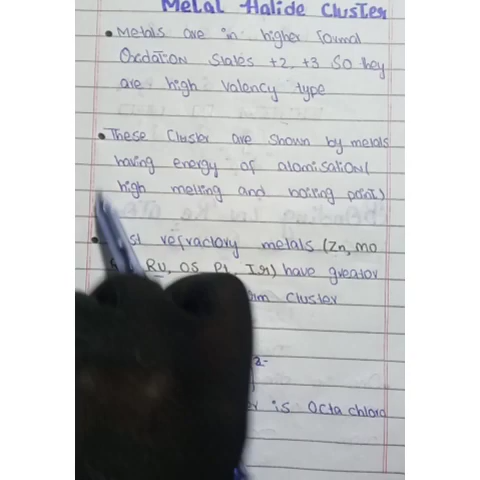 Metal Halide Cluster
• Metals are in higher formal
Oxidation States +2, +3 so they
are high valency type
• These Cluster are shown by metals
having energy of atomisation(
high melting and boiling point)
st refractory metals (Zn, mo
Ru, Os, Pt, Ir) have greater
cluster
2-
is Octa chloro